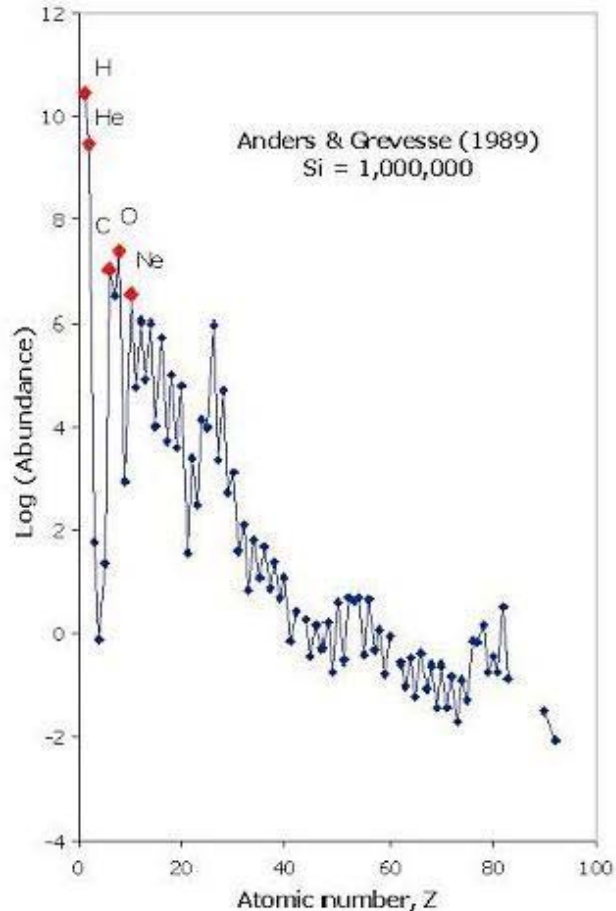 12
H
10
He
Anders & Grevesse (1989)
Si = 1,000,000
8
O
C
Ne
6
Log (Abundance)
4
2
0
-2
-4
0 20 40 60 80 100
Atomic number, Z